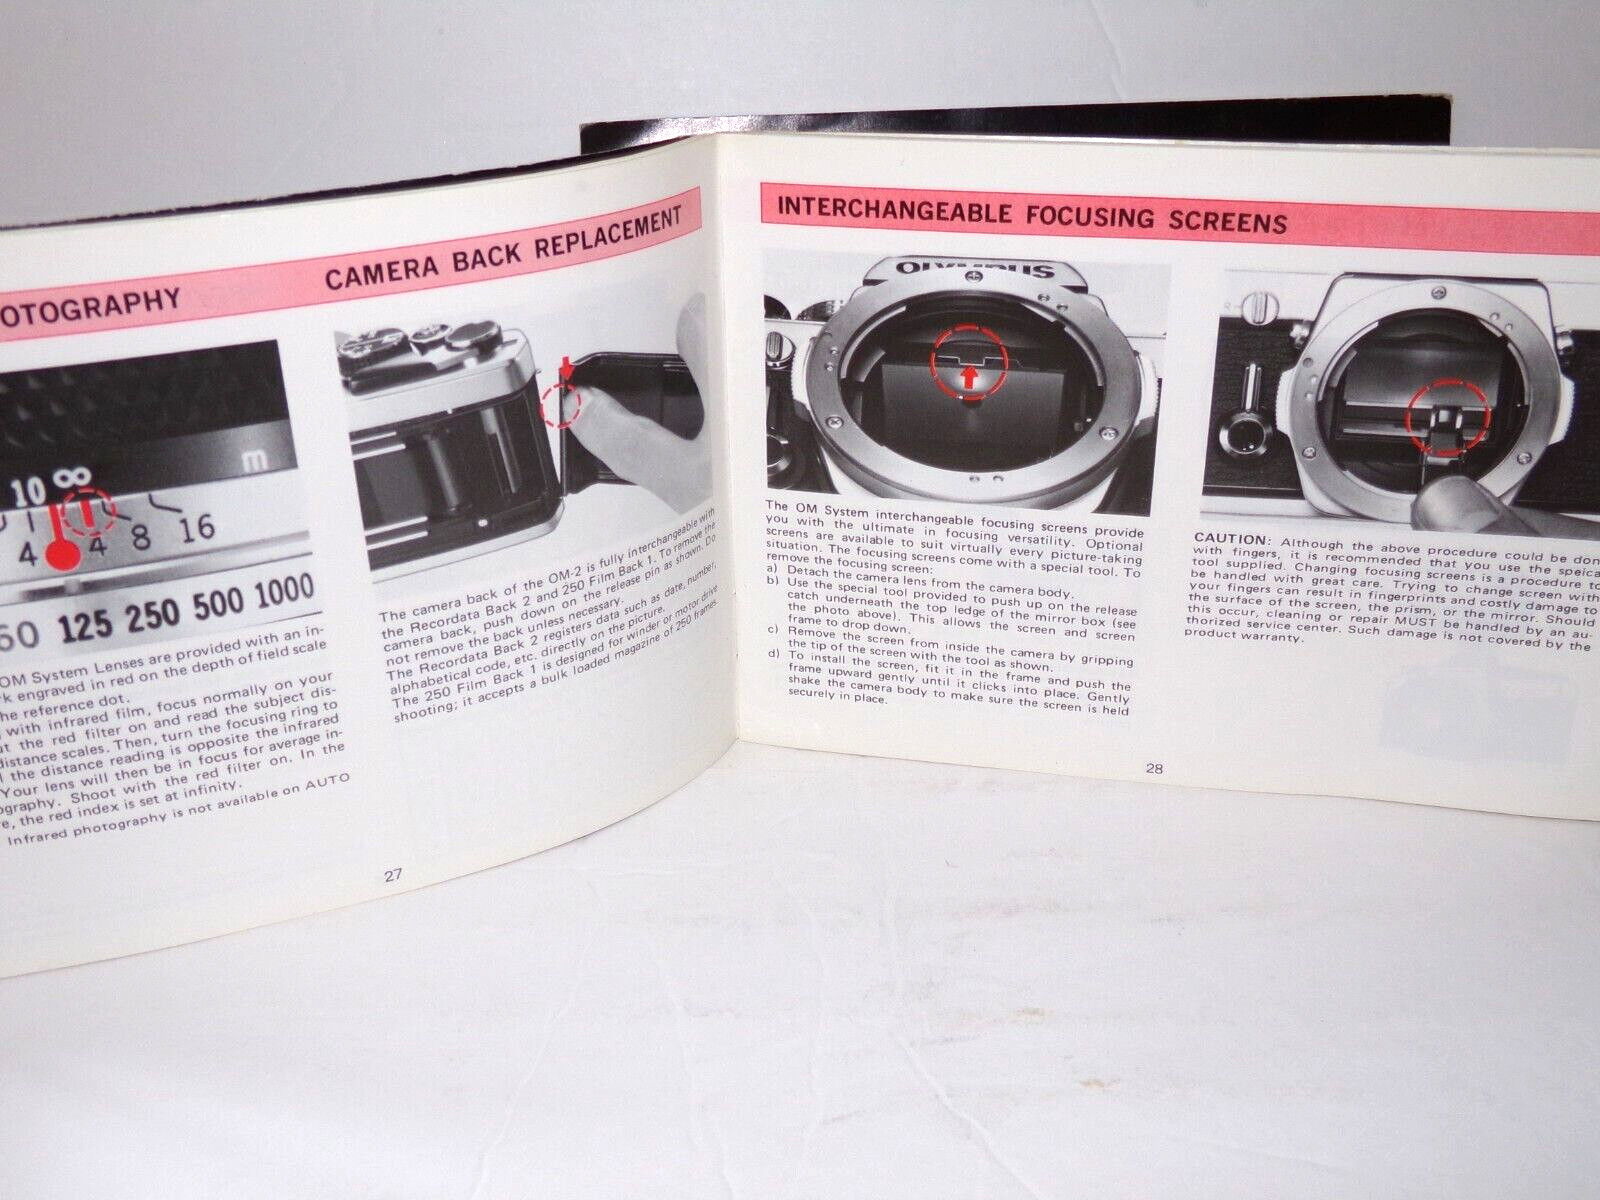 OTOGRAPHY
10 ∞ m
4 4 8 16
60 125 250 500 1000
OM System Lenses are provided with an in-
k engraved in red on the depth of field scale
he reference dot.
with infrared film, focus normally on your
ut the red filter on and read the subject dis-
distance scales. Then, turn the focusing ring to
l the distance reading is opposite the infrared
Your lens will then be in focus for average in-
ography. Shoot with the red filter on. In the
e, the red index is set at infinity.
Infrared photography is not available on AUTO
CAMERA BACK REPLACEMENT
The camera back of the OM-2 is fully interchangeable with
the Recordata Back 2 and 250 Film Back 1. To remove the
camera back, push down on the release pin as shown. Do
not remove the back unless necessary.
The Recordata Back 2 registers data such as date, number,
alphabetical code, etc. directly on the picture.
The 250 Film Back 1 is designed for winder or motor drive
shooting; it accepts a bulk loaded magazine of 250 frames.
27
INTERCHANGEABLE FOCUSING SCREENS
OLYMPUS
The OM System interchangeable focusing screens provide
you with the ultimate in focusing versatility. Optional
screens are available to suit virtually every picture-taking
situation. The focusing screens come with a special tool. To
remove the focusing screen:
a) Detach the camera lens from the camera body.
b) Use the special tool provided to push up on the release
catch underneath the top ledge of the mirror box (see
the photo above). This allows the screen and screen
frame to drop down.
c) Remove the screen from inside the camera by gripping
the tip of the screen with the tool as shown.
d) To install the screen, fit it in the frame and push the
frame upward gently until it clicks into place. Gently
shake the camera body to make sure the screen is held
securely in place.
CAUTION: Although the above procedure could be don
with fingers, it is recommended that you use the speica
tool supplied. Changing focusing screens is a procedure to
be handled with great care. Trying to change screen with
your fingers can result in fingerprints and costly damage to
the surface of the screen, the prism, or the mirror. Should
this occur, cleaning or repair MUST be handled by an au-
thorized service center. Such damage is not covered by the
product warranty.
28